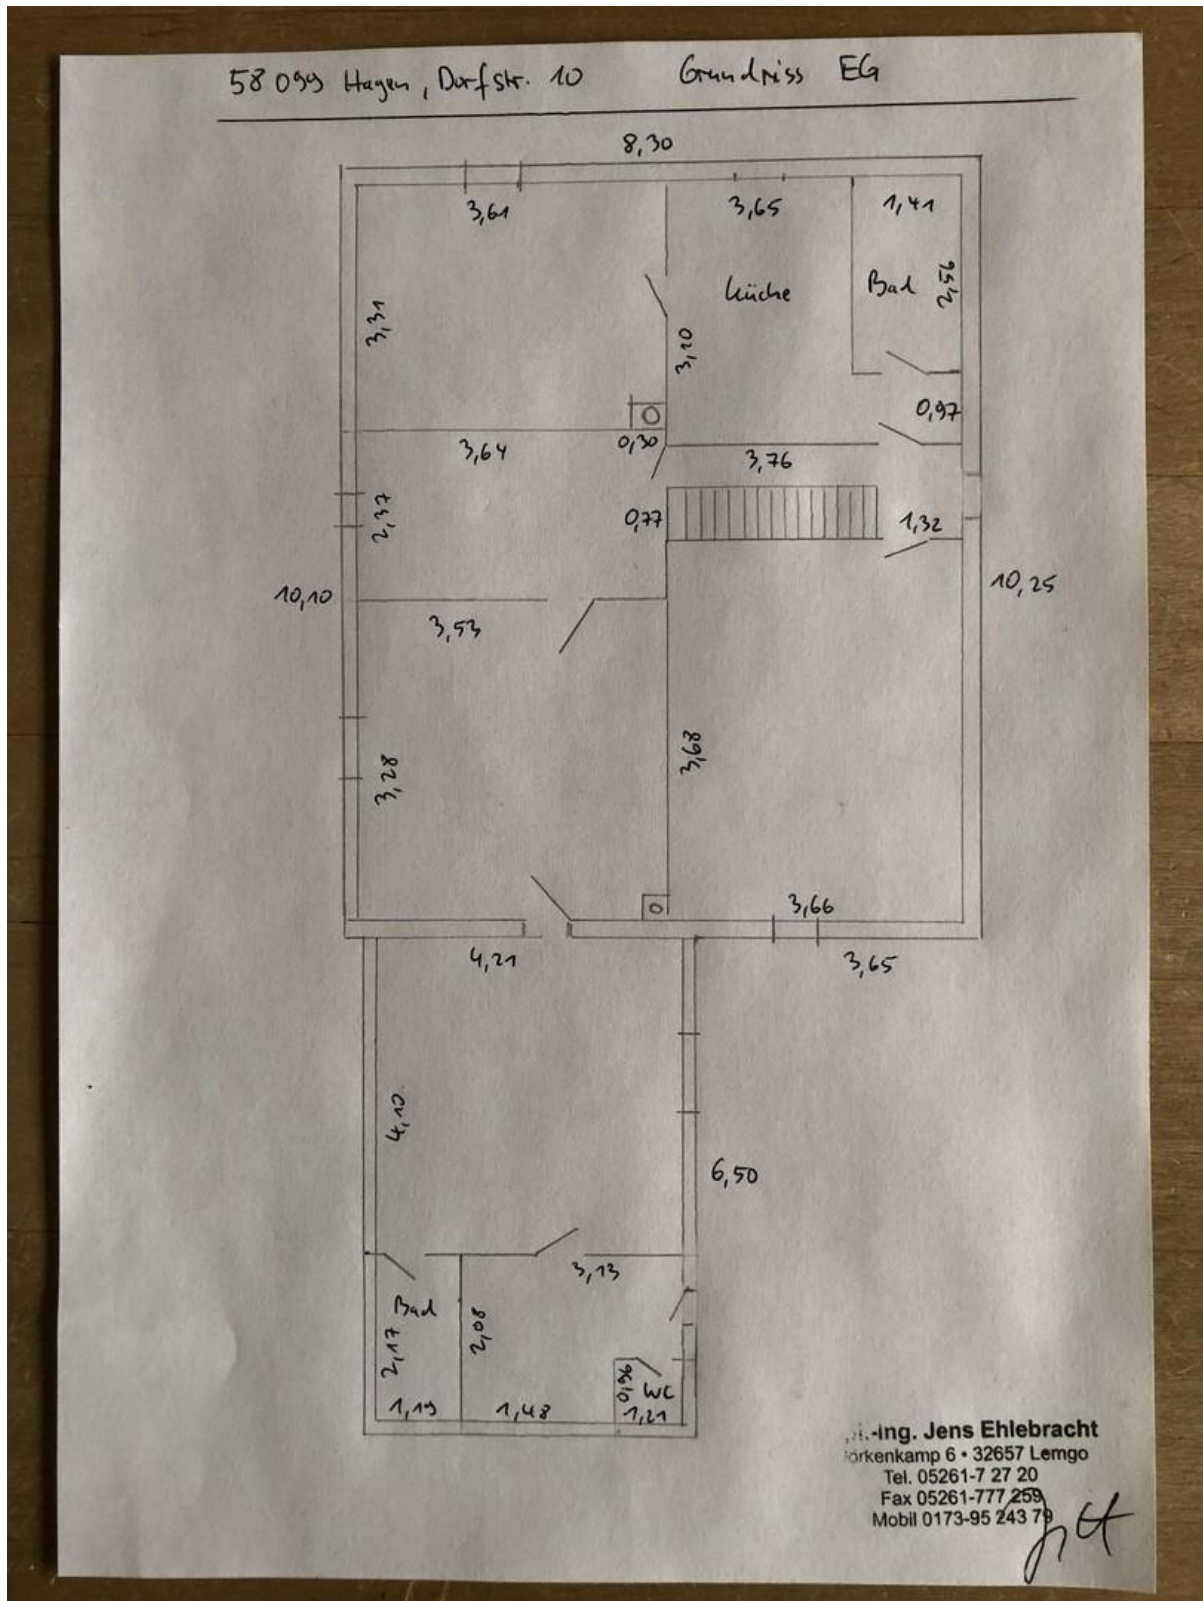 58099 Hagen, Dorfstr. 10 Grundriss EG
8,30
3,61 3,65 1,41
3,31 Küche Bad 2,56
3,20
0,97
3,64 0,30 3,76
2,37 0,77 1,32
10,10 10,25
3,53
3,28 3,68
3,66
4,21 3,65
4,10
6,50
3,13
Bad
2,17 2,08 0,96 WC
1,19 1,48 1,21
-Ing. Jens Ehlebracht
örkenkamp 6 • 32657 Lemgo
Tel. 05261-7 27 20
Fax 05261-777 259
Mobil 0173-95 243 79